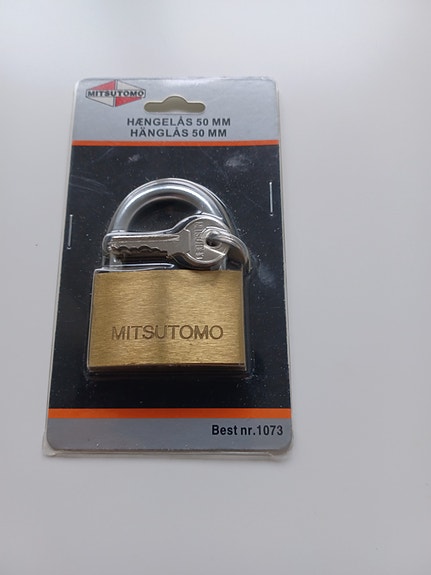 MITSUTOMO
HÆNGELÅS 50 MM
HÄNGLÅS 50 MM
MITSUTOMO
Best nr.1073